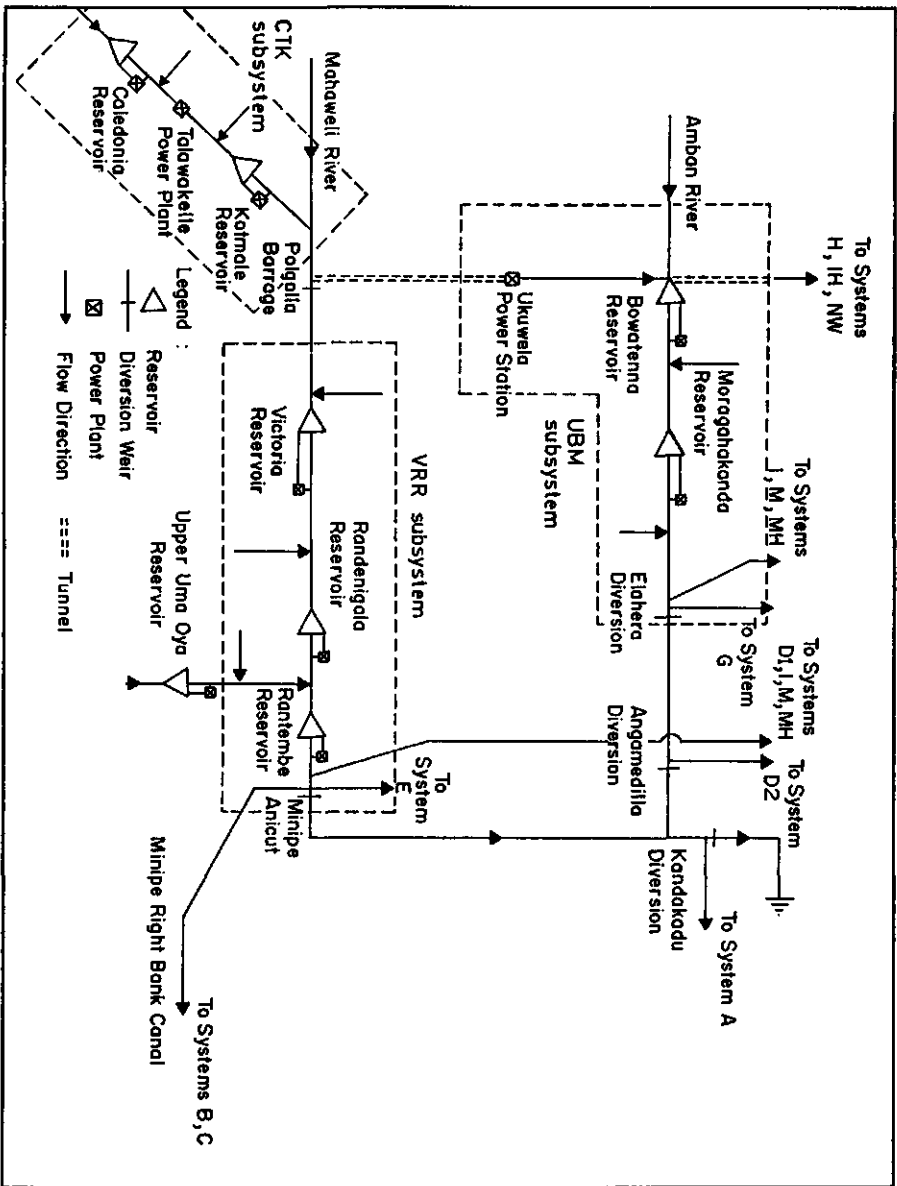 To Systems
H, IH, NW
Amban River
Bowatenna
Reservoir
Moragahakanda
Reservoir
To Systems
I, M, MH
Elahera
Diversion
To System
G
To Systems
D1, I, M, MH
To System
D2
Angamedilla
Diversion
Kandakadu
Diversion
To System A
Ukuwela
Power Station
UBM
subsystem
Mahaweli River
CTK
subsystem
Polgalla
Barrage
Kotmale
Reservoir
Talawakelle
Power Plant
Caledonia
Reservoir
VRR subsystem
Victoria
Reservoir
Randenigala
Reservoir
Rantembe
Reservoir
To
System
E
Minipe
Anicut
Upper Uma Oya
Reservoir
Minipe Right Bank Canal
To Systems B, C
Legend :
Reservoir
Diversion Weir
Power Plant
Flow Direction
Tunnel